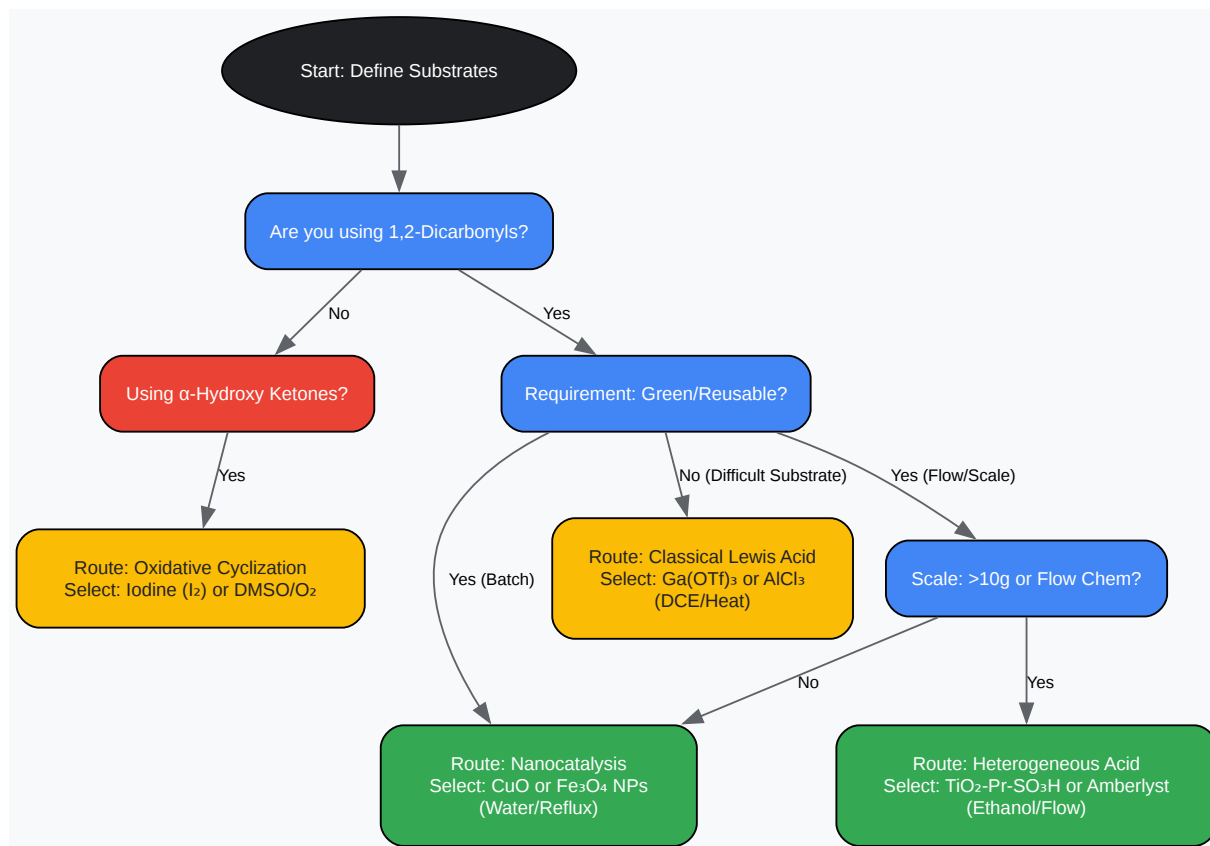 Start: Define Substrates
Are you using 1,2-Dicarbonyls?
No
Yes
Using α-Hydroxy Ketones?
Requirement: Green/Reusable?
Yes
No (Difficult Substrate)
Yes (Flow/Scale)
Route: Oxidative Cyclization
Select: Iodine (I₂) or DMSO/O₂
Yes (Batch)
Route: Classical Lewis Acid
Select: Ga(OTf)₃ or AlCl₃
(DCE/Heat)
Scale: >10g or Flow Chem?
No
Yes
Route: Nanocatalysis
Select: CuO or Fe₃O₄ NPs
(Water/Reflux)
Route: Heterogeneous Acid
Select: TiO₂-Pr-SO₃H or Amberlyst
(Ethanol/Flow)